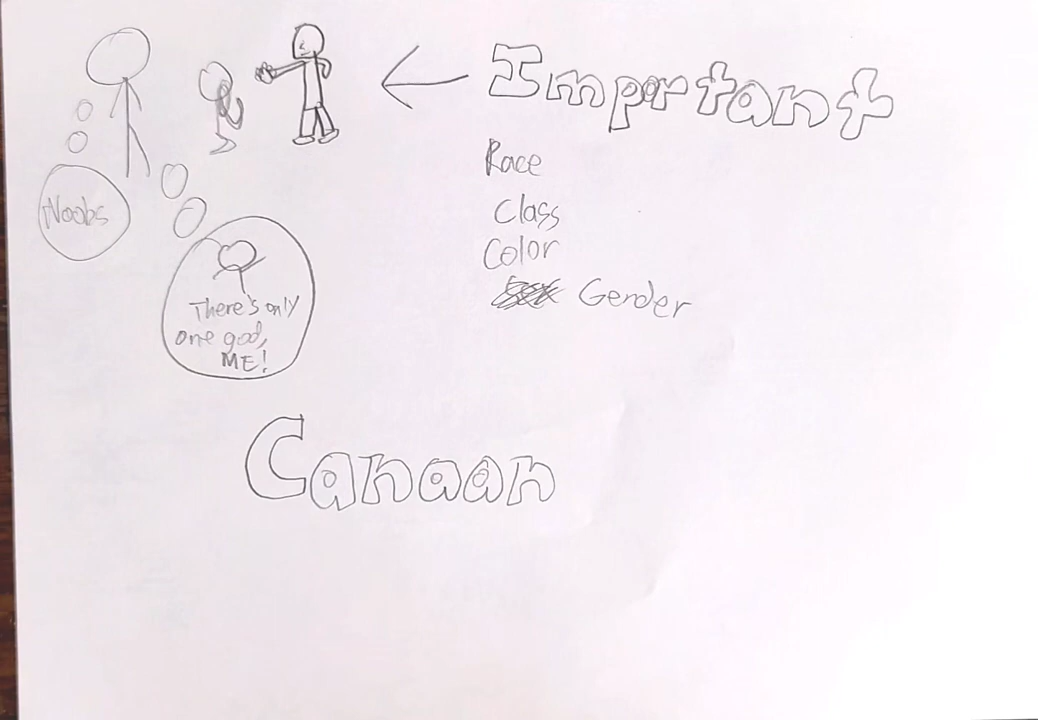 Important
Race
Class
Color
Gender
Noobs
There's only
one god,
ME!
Canaan